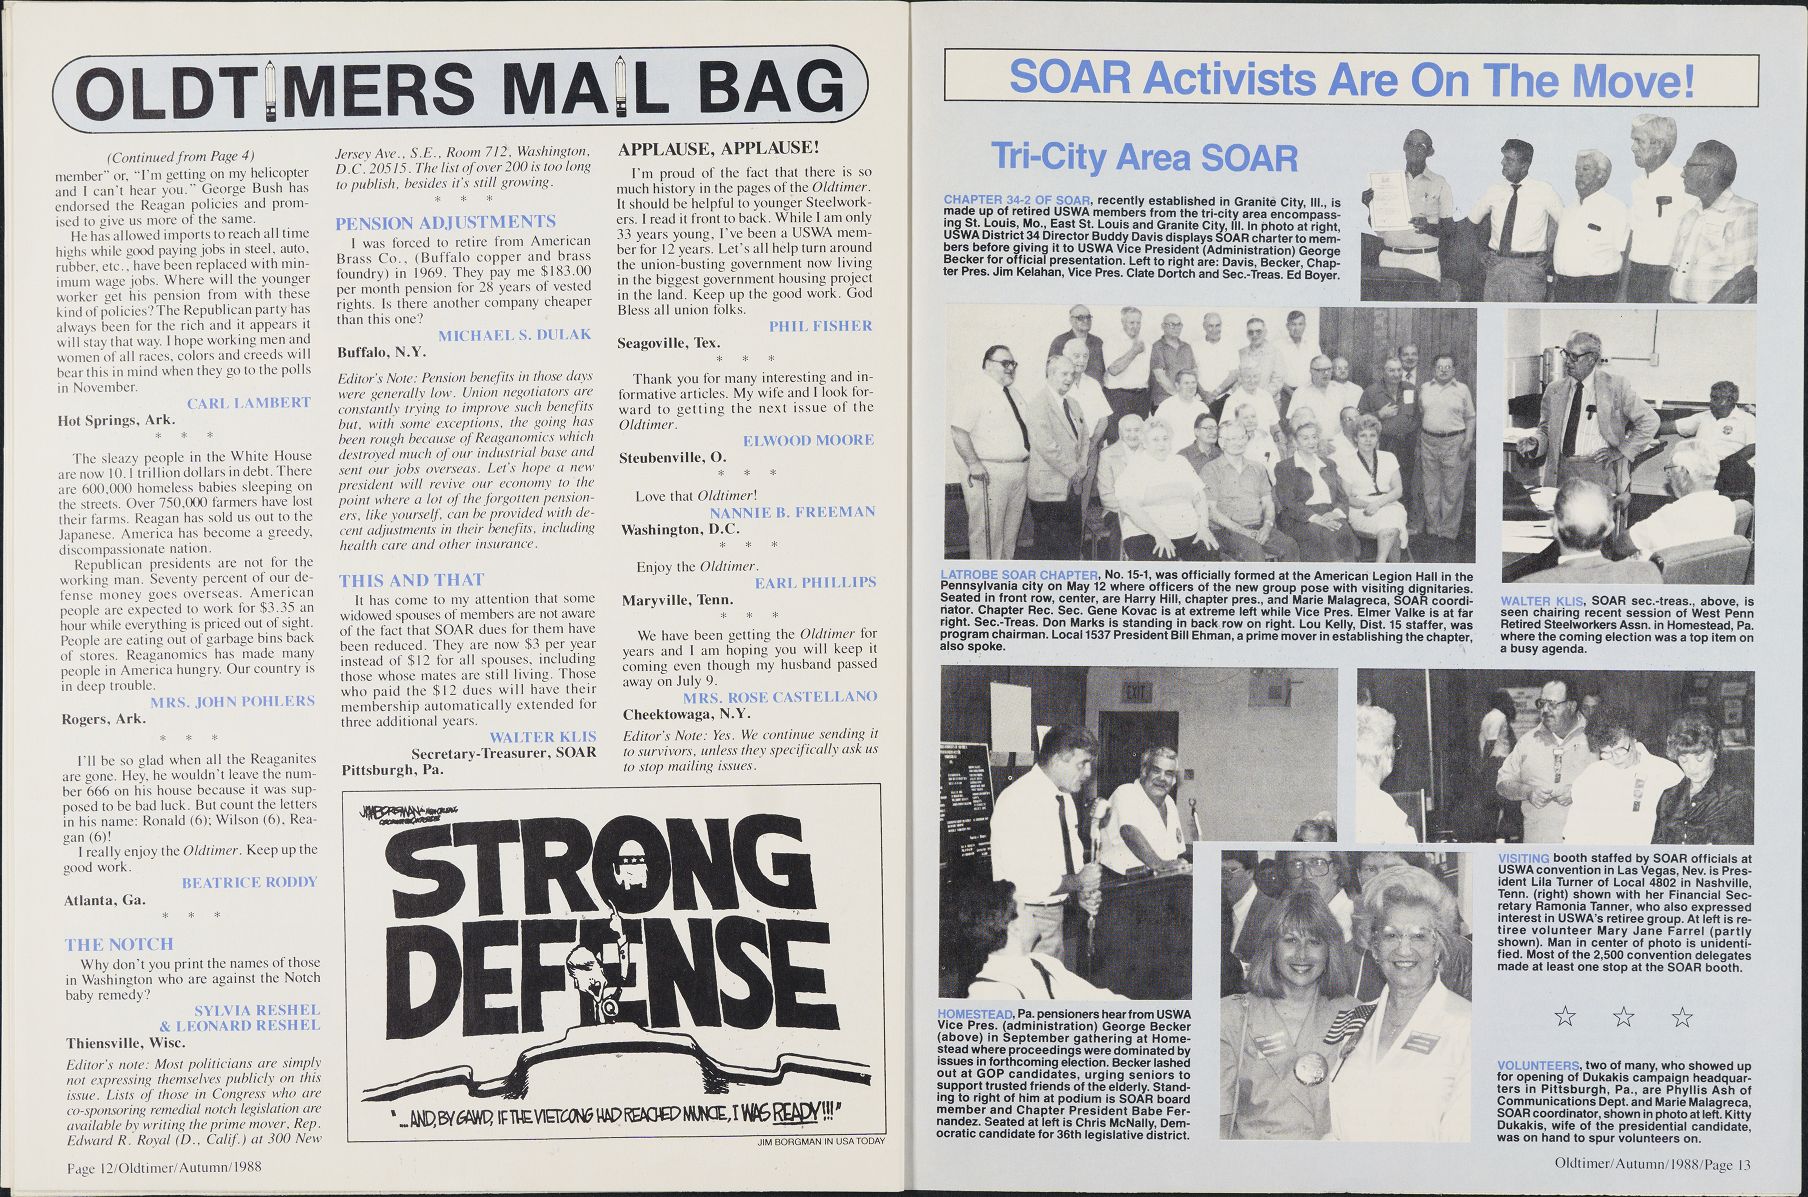 OLDTIMERS MAIL BAG
(Continued from Page 4)
member" or, "I'm getting on my helicopter
and I can't hear you." George Bush has
endorsed the Reagan policies and prom-
ised to give us more of the same.
He has allowed imports to reach all time
highs while good paying jobs in steel, auto,
rubber, etc., have been replaced with min-
imum wage jobs. Where will the younger
worker get his pension from with these
kind of policies? The Republican party has
always been for the rich and it appears it
will stay that way. I hope working men and
women of all races, colors and creeds will
bear this in mind when they go to the polls
in November.
CARL LAMBERT
Hot Springs, Ark.
* * *
The sleazy people in the White House
are now 10.1 trillion dollars in debt. There
are 600,000 homeless babies sleeping on
the streets. Over 750,000 farmers have lost
their farms. Reagan has sold us out to the
Japanese. America has become a greedy,
discompassionate nation.
Republican presidents are not for the
working man. Seventy percent of our de-
fense money goes overseas. American
people are expected to work for $3.35 an
hour while everything is priced out of sight.
People are eating out of garbage bins back
of stores. Reaganomics has made many
people in America hungry. Our country is
in deep trouble.
MRS. JOHN POHLERS
Rogers, Ark.
* * *
I'll be so glad when all the Reaganites
are gone. Hey, he wouldn't leave the num-
ber 666 on his house because it was sup-
posed to be bad luck. But count the letters
in his name: Ronald (6); Wilson (6), Rea-
gan (6)!
I really enjoy the Oldtimer. Keep up the
good work.
BEATRICE RODDY
Atlanta, Ga.
* * *
THE NOTCH
Why don't you print the names of those
in Washington who are against the Notch
baby remedy?
SYLVIA RESHEL
& LEONARD RESHEL
Thiensville, Wisc.
Editor's note: Most politicians are simply
not expressing themselves publicly on this
issue. Lists of those in Congress who are
co-sponsoring remedial notch legislation are
available by writing the prime mover, Rep.
Edward R. Royal (D., Calif.) at 300 New
Jersey Ave., S.E., Room 712, Washington,
D.C. 20515. The list of over 200 is too long
to publish, besides it's still growing.
* * *
PENSION ADJUSTMENTS
I was forced to retire from American
Brass Co., (Buffalo copper and brass
foundry) in 1969. They pay me $183.00
per month pension for 28 years of vested
rights. Is there another company cheaper
than this one?
MICHAEL S. DULAK
Buffalo, N.Y.
Editor's Note: Pension benefits in those days
were generally low. Union negotiators are
constantly trying to improve such benefits
but, with some exceptions, the going has
been rough because of Reaganomics which
destroyed much of our industrial base and
sent our jobs overseas. Let's hope a new
president will revive our economy to the
point where a lot of the forgotten pension-
ers, like yourself, can be provided with de-
cent adjustments in their benefits, including
health care and other insurance.
THIS AND THAT
It has come to my attention that some
widowed spouses of members are not aware
of the fact that SOAR dues for them have
been reduced. They are now $3 per year
instead of $12 for all spouses, including
those whose mates are still living. Those
who paid the $12 dues will have their
membership automatically extended for
three additional years.
WALTER KLIS
Secretary-Treasurer, SOAR
Pittsburgh, Pa.
APPLAUSE, APPLAUSE!
I'm proud of the fact that there is so
much history in the pages of the Oldtimer.
It should be helpful to younger Steelwork-
ers. I read it front to back. While I am only
33 years young, I've been a USWA mem-
ber for 12 years. Let's all help turn around
the union-busting government now living
in the biggest government housing project
in the land. Keep up the good work. God
Bless all union folks.
PHIL FISHER
Seagoville, Tex.
* * *
Thank you for many interesting and in-
formative articles. My wife and I look for-
ward to getting the next issue of the
Oldtimer.
ELWOOD MOORE
Steubenville, O.
* * *
Love that Oldtimer!
NANNIE B. FREEMAN
Washington, D.C.
* * *
Enjoy the Oldtimer.
EARL PHILLIPS
Maryville, Tenn.
* * *
We have been getting the Oldtimer for
years and I am hoping you will keep it
coming even though my husband passed
away on July 9.
MRS. ROSE CASTELLANO
Cheektowaga, N.Y.
Editor's Note: Yes. We continue sending it
to survivors, unless they specifically ask us
to stop mailing issues.
STRONG
DEFENSE
"...AND, BY GAWD, IF THE VIETCONG HAD REACHED MUNCIE, I WAS READY!!!"
JIM BORGMAN IN USA TODAY
Page 12/Oldtimer/Autumn/1988
SOAR Activists Are On The Move!
Tri-City Area SOAR
CHAPTER 34-2 OF SOAR, recently established in Granite City, Ill., is
made up of retired USWA members from the tri-city area encompass-
ing St. Louis, Mo., East St. Louis and Granite City, Ill. In photo at right,
USWA District 34 Director Buddy Davis displays SOAR charter to mem-
bers before giving it to USWA Vice President (Administration) George
Becker for official presentation. Left to right are: Davis, Becker, Chap-
ter Pres. Jim Kelahan, Vice Pres. Clate Dortch and Sec.-Treas. Ed Boyer.
LATROBE SOAR CHAPTER, No. 15-1, was officially formed at the American Legion Hall in the
Pennsylvania city on May 12 where officers of the new group pose with visiting dignitaries.
Seated in front row, center, are Harry Hill, chapter pres., and Marie Malagreca, SOAR coordi-
nator. Chapter Rec. Sec. Gene Kovac is at extreme left while Vice Pres. Elmer Valke is at far
right. Sec.-Treas. Don Marks is standing in back row on right. Lou Kelly, Dist. 15 staffer, was
program chairman. Local 1537 President Bill Ehman, a prime mover in establishing the chapter,
also spoke.
WALTER KLIS, SOAR sec.-treas., above, is
seen chairing recent session of West Penn
Retired Steelworkers Assn. in Homestead, Pa.
where the coming election was a top item on
a busy agenda.
EXIT
HOMESTEAD, Pa. pensioners hear from USWA
Vice Pres. (administration) George Becker
(above) in September gathering at Home-
stead where proceedings were dominated by
issues in forthcoming election. Becker lashed
out at GOP candidates, urging seniors to
support trusted friends of the elderly. Stand-
ing to right of him at podium is SOAR board
member and Chapter President Babe Fer-
nandez. Seated at left is Chris McNally, Dem-
ocratic candidate for 36th legislative district.
VISITING booth staffed by SOAR officials at
USWA convention in Las Vegas, Nev. is Pres-
ident Lila Turner of Local 4802 in Nashville,
Tenn. (right) shown with her Financial Sec-
retary Ramonia Tanner, who also expressed
interest in USWA's retiree group. At left is re-
tiree volunteer Mary Jane Farrel (partly
shown). Man in center of photo is unidenti-
fied. Most of the 2,500 convention delegates
made at least one stop at the SOAR booth.
VOLUNTEERS, two of many, who showed up
for opening of Dukakis campaign headquar-
ters in Pittsburgh, Pa., are Phyllis Ash of
Communications Dept. and Marie Malagreca,
SOAR coordinator, shown in photo at left. Kitty
Dukakis, wife of the presidential candidate,
was on hand to spur volunteers on.
Oldtimer/Autumn/1988/Page 13